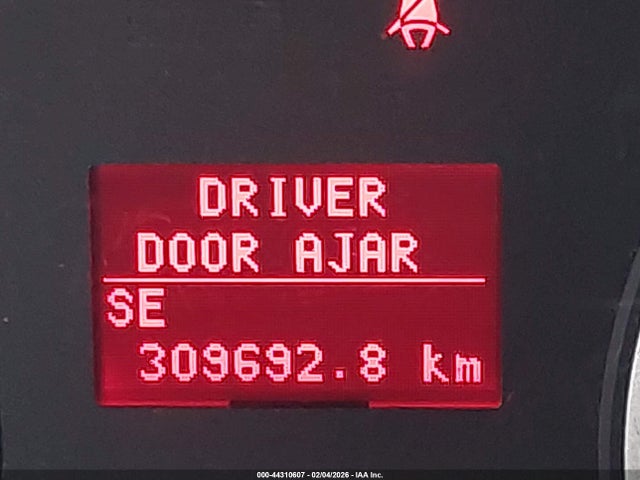 DRIVER
DOOR AJAR
SE
309692.8 km
000-44310607 - 02/04/2026 - IAA Inc.